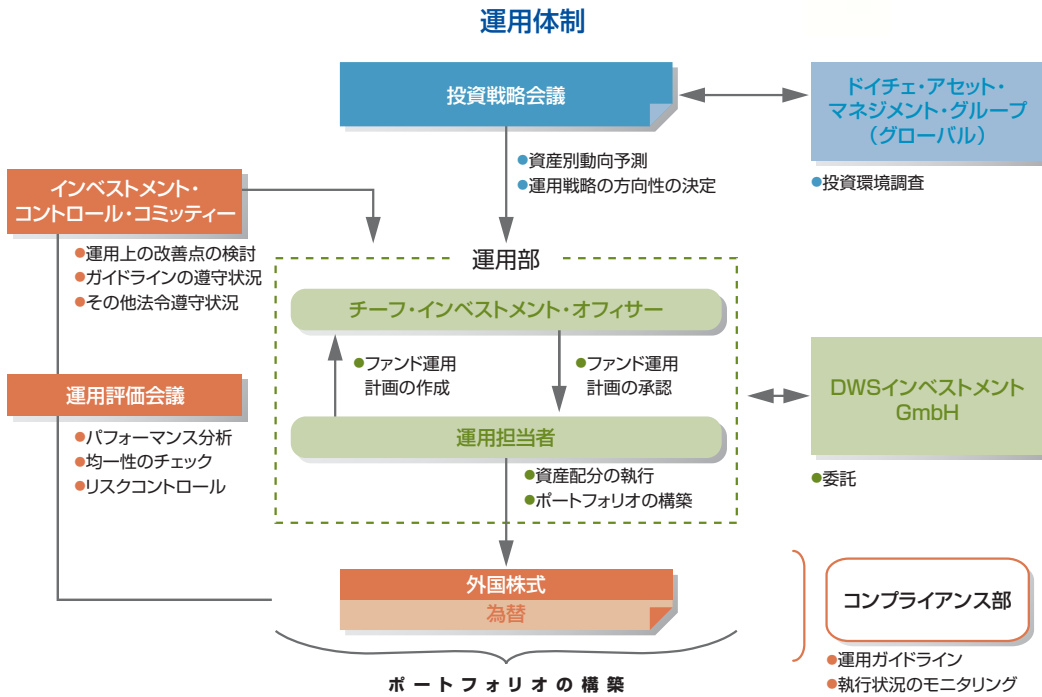 運用体制
投資戦略会議
ドイチェ・アセット・
マネジメント・グループ
(グローバル)
●資産別動向予測
●運用戦略の方向性の決定
●投資環境調査
インベストメント・
コントロール・コミッティー
●運用上の改善点の検討
●ガイドラインの遵守状況
●その他法令遵守状況
運用部
チーフ・インベストメント・オフィサー
●ファンド運用
計画の作成
●ファンド運用
計画の承認
運用担当者
●資産配分の執行
●ポートフォリオの構築
DWSインベストメント
GmbH
●委託
運用評価会議
●パフォーマンス分析
●均一性のチェック
●リスクコントロール
外国株式
為替
ポートフォリオの構築
コンプライアンス部
●運用ガイドライン
●執行状況のモニタリング